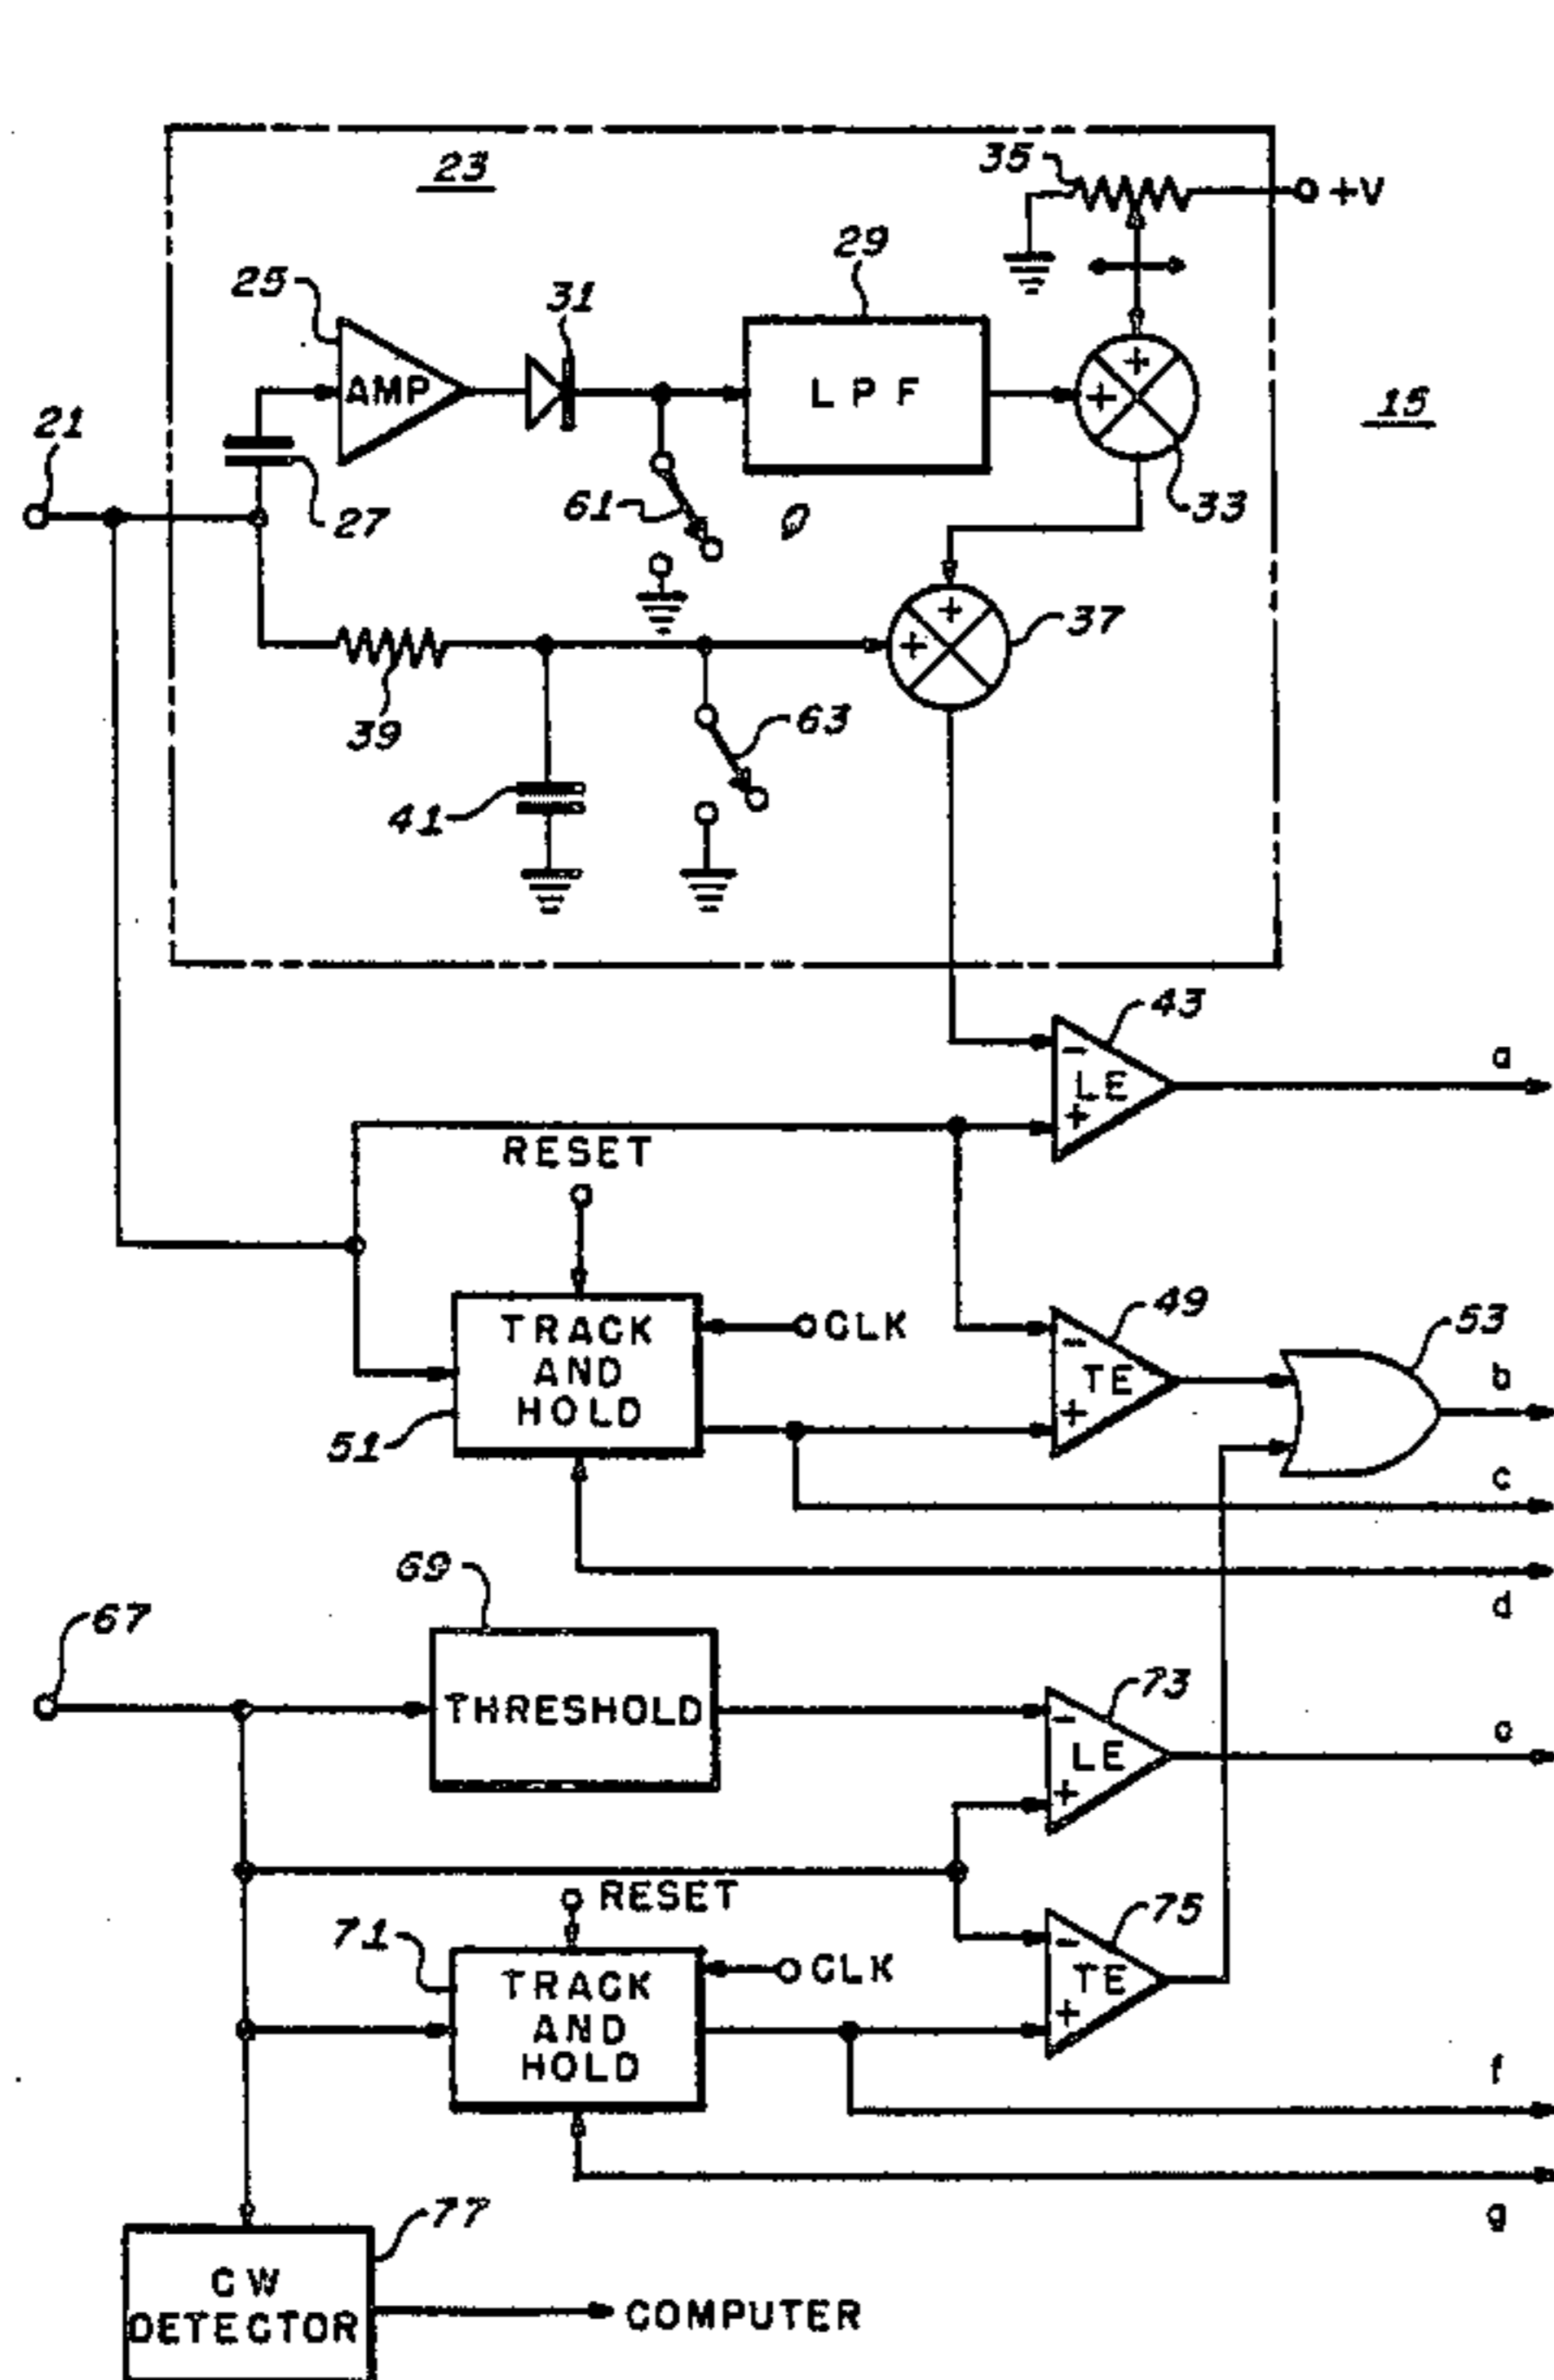 23
35
+V
29
25
31
AMP
LPF
+
+
15
21
27
61
33
+
+
37
39
63
41
43
-
LE
+
a
RESET
49
53
CLK
TRACK
AND
HOLD
-
TE
+
b
51
c
69
d
67
73
THRESHOLD
-
LE
+
e
RESET
71
75
CLK
TRACK
AND
HOLD
-
TE
+
f
77
g
CW
DETECTOR
COMPUTER